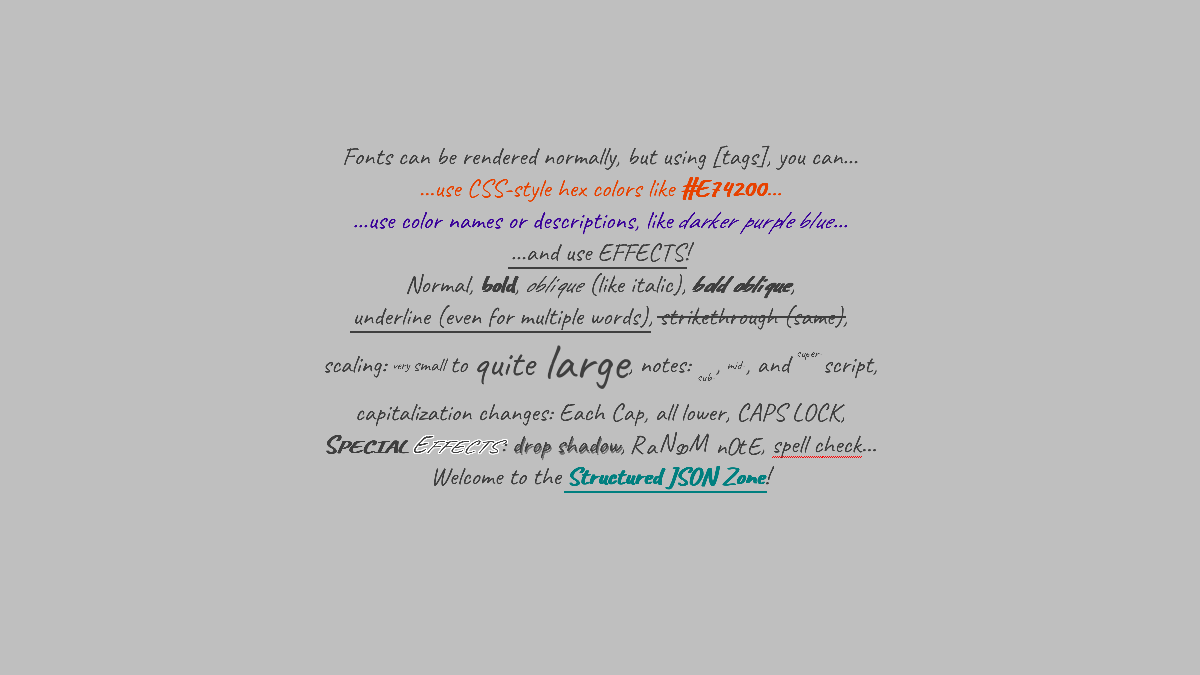 Fonts can be rendered normally, but using [tags], you can...
...use CSS-style hex colors like #E74200...
...use color names or descriptions, like darker purple blue...
...and use EFFECTS!
Normal, bold, oblique (like italic), bold oblique,
underline (even for multiple words), strikethrough (same),
scaling: very small to quite large, notes: sub, mid, and super script,
capitalization changes: Each Cap, all lower, CAPS LOCK,
SPECIAL EFFECTS: drop shadow, RaNsoM nOtE, spell check...
Welcome to the Structured JSON Zone!